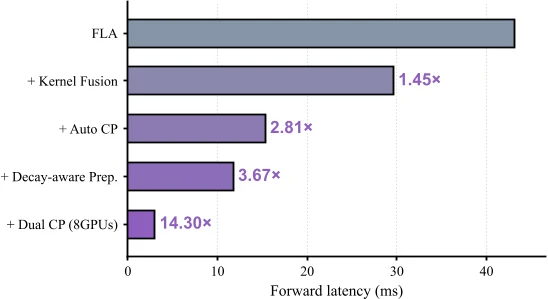 FLA
+ Kernel Fusion
1.45×
+ Auto CP
2.81×
+ Decay-aware Prep.
3.67×
+ Dual CP (8GPUs)
14.30×
0 10 20 30 40
Forward latency (ms)